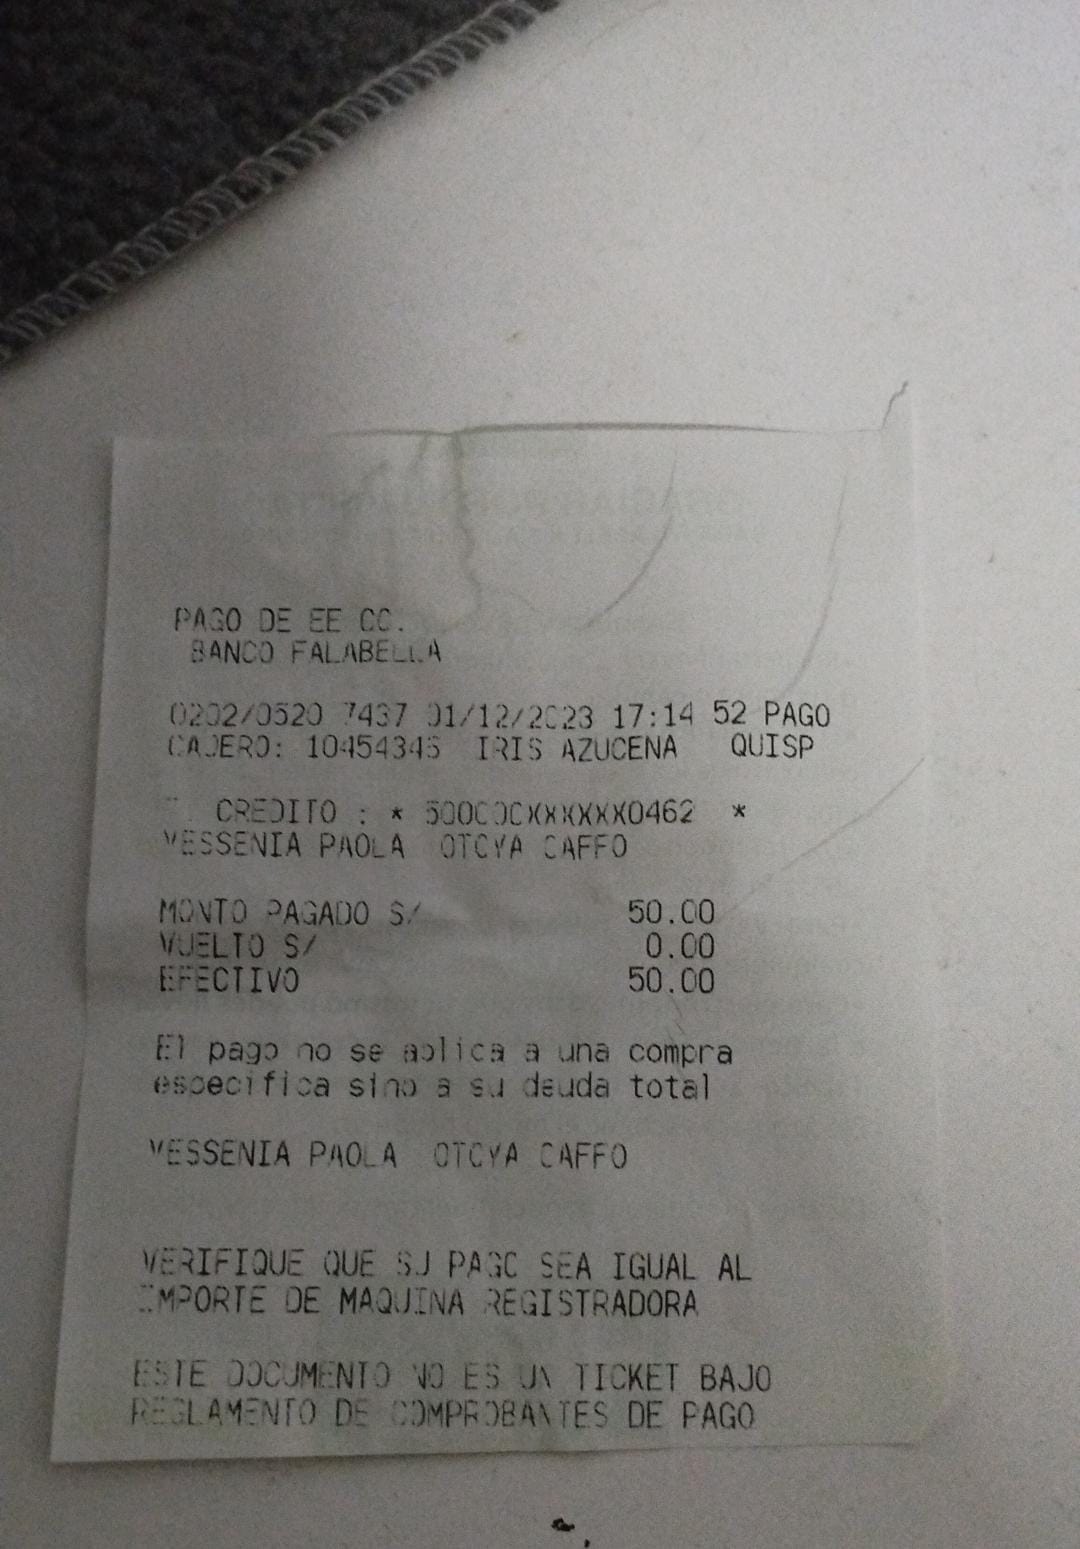 PAGO DE EE CC.
BANCO FALABELLA
0202/0520 7437 01/12/2023 17:14 52 PAGO
CAJERO: 10454345 IRIS AZUCENA QUISP
CREDITO : * 500000XXXXXX0462 *
YESSENIA PAOLA OTOYA CAFFO
MONTO PAGADO S/ 50.00
VUELTO S/ 0.00
EFECTIVO 50.00
El pago no se aplica a una compra
especifica sino a su deuda total
YESSENIA PAOLA OTOYA CAFFO
VERIFIQUE QUE SU PAGO SEA IGUAL AL
IMPORTE DE MAQUINA REGISTRADORA
ESTE DOCUMENTO NO ES UN TICKET BAJO
REGLAMENTO DE COMPROBANTES DE PAGO